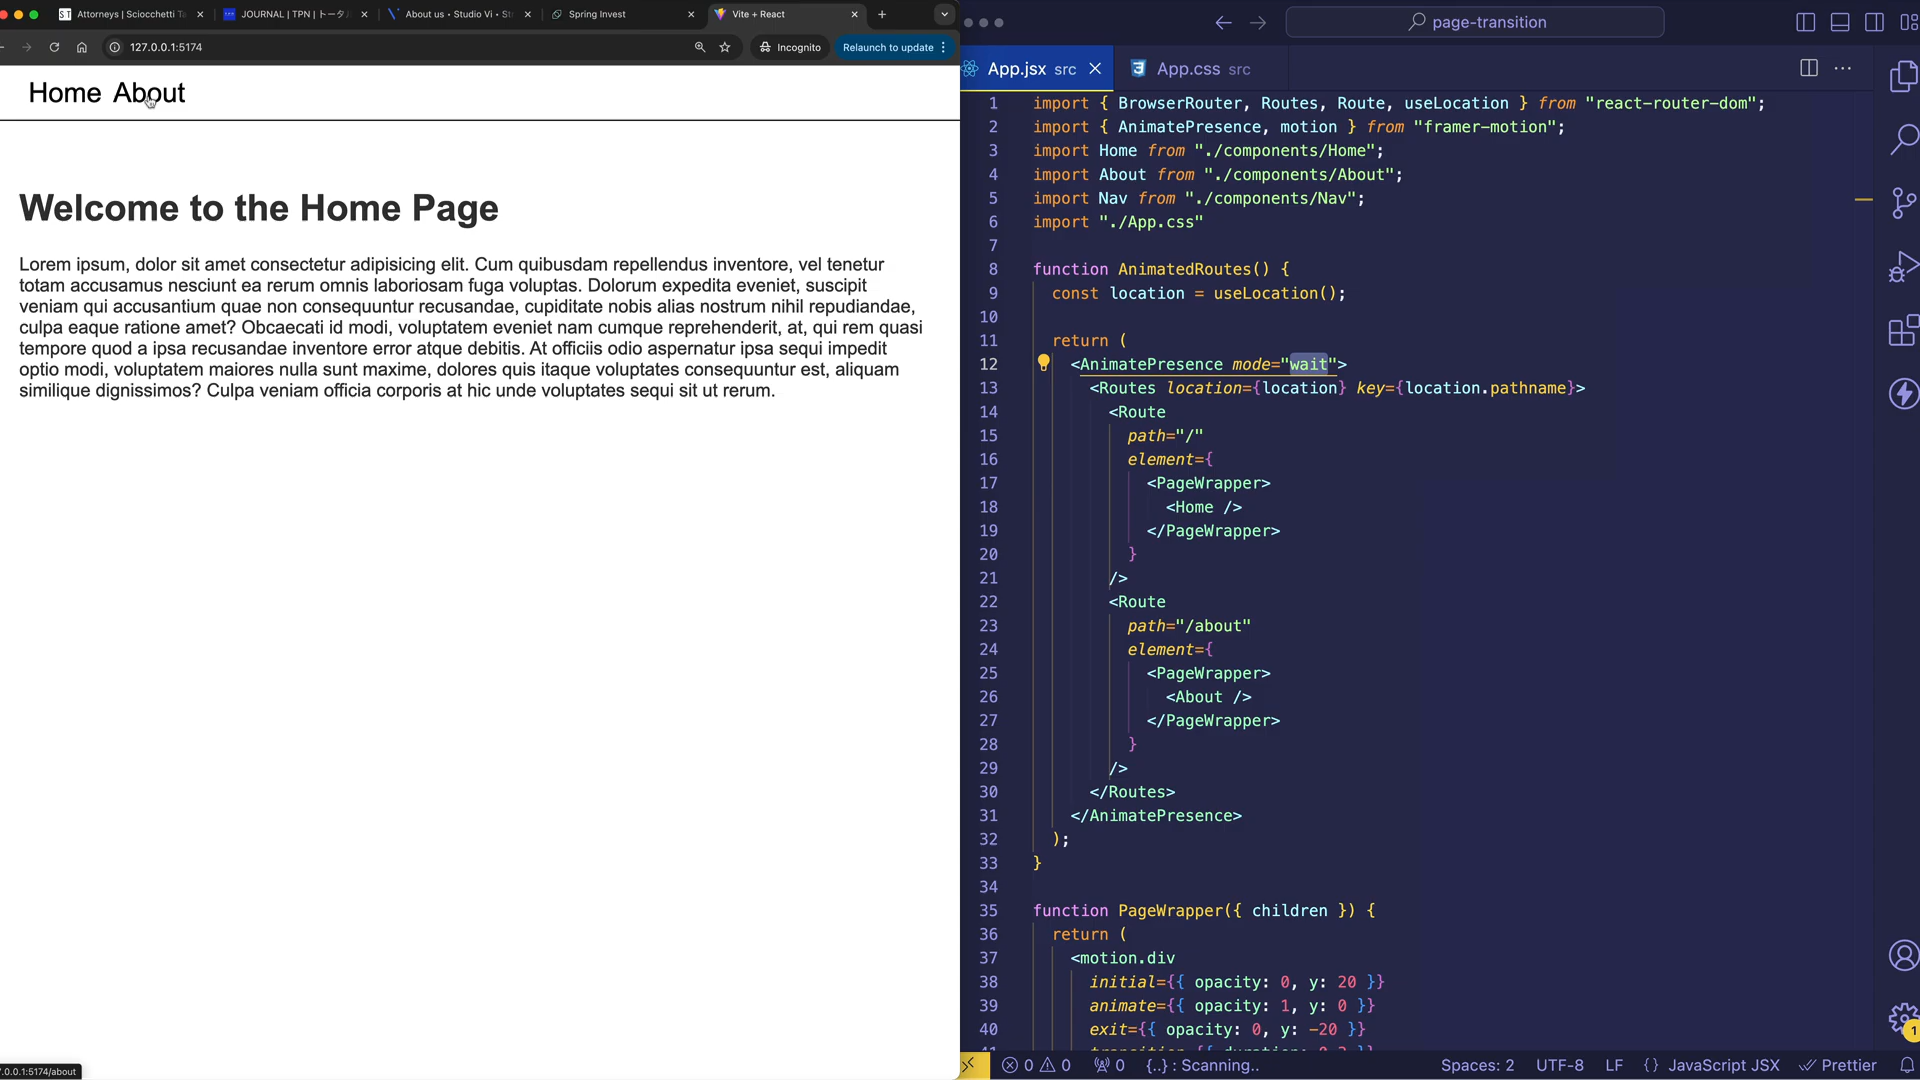 Attorneys | Sciocchetti Ta
JOURNAL | TPN | トータル
About us • Studio Vi • St
Spring Invest
Vite + React
127.0.0.1:5174
Incognito
Relaunch to update
Home About
Welcome to the Home Page
Lorem ipsum, dolor sit amet consectetur adipisicing elit. Cum quibusdam repellendus inventore, vel tenetur
totam accusamus nesciunt ea rerum omnis laboriosam fuga voluptas. Dolorum expedita eveniet, suscipit
veniam qui accusantium quae non consequuntur recusandae, cupiditate nobis alias nostrum nihil repudiandae,
culpa eaque ratione amet? Obcaecati id modi, voluptatem eveniet nam cumque reprehenderit, at, qui rem quasi
tempore quod a ipsa recusandae inventore error atque debitis. At officiis odio aspernatur ipsa sequi impedit
optio modi, voluptatem maiores nulla sunt maxime, dolores quis itaque voluptates consequuntur est, aliquam
similique dignissimos? Culpa veniam officia corporis at hic unde voluptates sequi sit ut rerum.
7.0.0.1:5174/about
page-transition
App.jsx src
App.css src
1 import { BrowserRouter, Routes, Route, useLocation } from "react-router-dom";
2 import { AnimatePresence, motion } from "framer-motion";
3 import Home from "./components/Home";
4 import About from "./components/About";
5 import Nav from "./components/Nav";
6 import "./App.css"
7
8 function AnimatedRoutes() {
9 const location = useLocation();
10
11 return (
12 <AnimatePresence mode="wait">
13 <Routes location={location} key={location.pathname}>
14 <Route
15 path="/"
16 element={
17 <PageWrapper>
18 <Home />
19 </PageWrapper>
20 }
21 />
22 <Route
23 path="/about"
24 element={
25 <PageWrapper>
26 <About />
27 </PageWrapper>
28 }
29 />
30 </Routes>
31 </AnimatePresence>
32 );
33 }
34
35 function PageWrapper({ children }) {
36 return (
37 <motion.div
38 initial={{ opacity: 0, y: 20 }}
39 animate={{ opacity: 1, y: 0 }}
40 exit={{ opacity: 0, y: -20 }}
0 0 0 {..} : Scanning.. Spaces: 2 UTF-8 LF {} JavaScript JSX Prettier
1